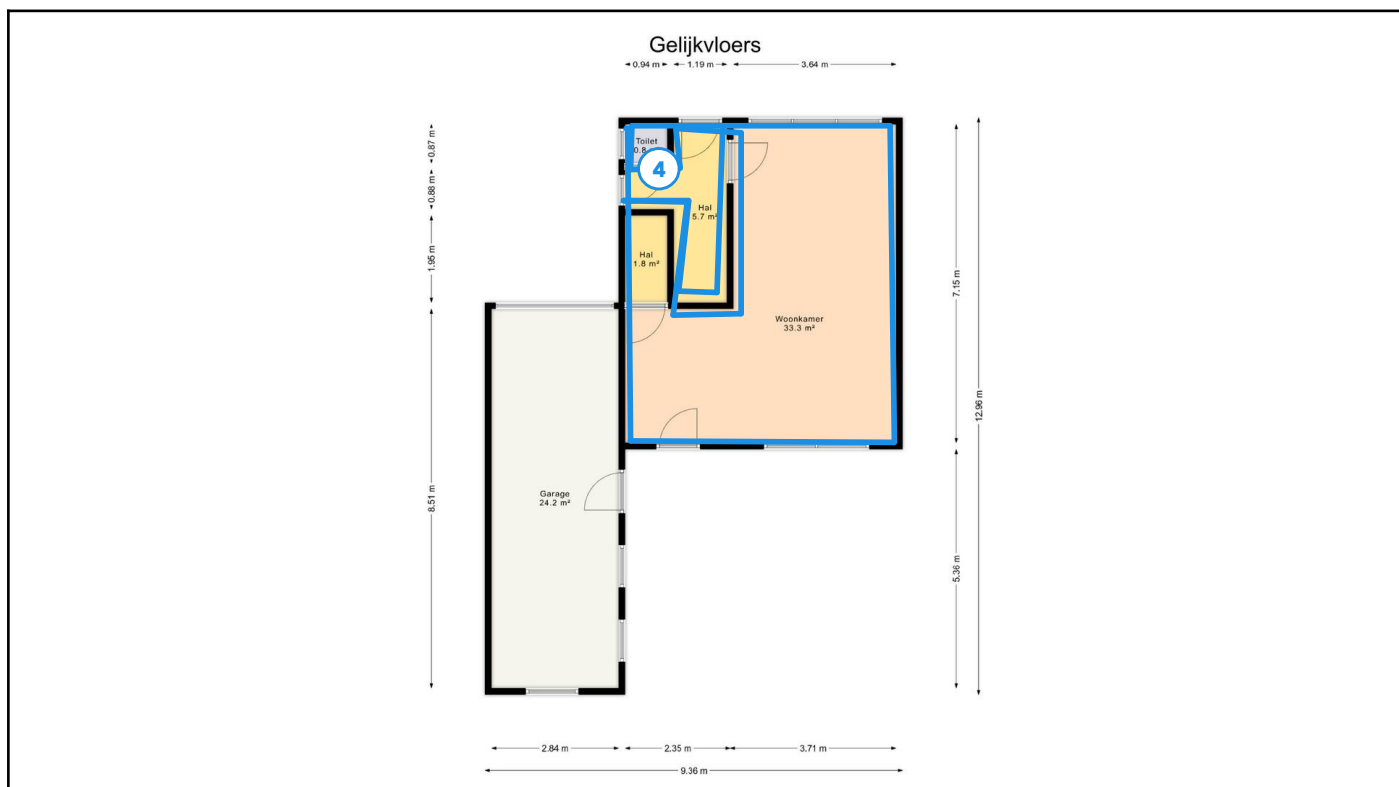 Gelijkvloers
0.94 m
1.19 m
3.64 m
0.87 m
0.88 m
1.95 m
8.51 m
Toilet
0.8
4
Hal
5.7 m²
Hal
1.8 m²
Woonkamer
33.3 m²
Garage
24.2 m²
7.15 m
5.36 m
12.96 m
2.84 m
2.35 m
3.71 m
9.36 m